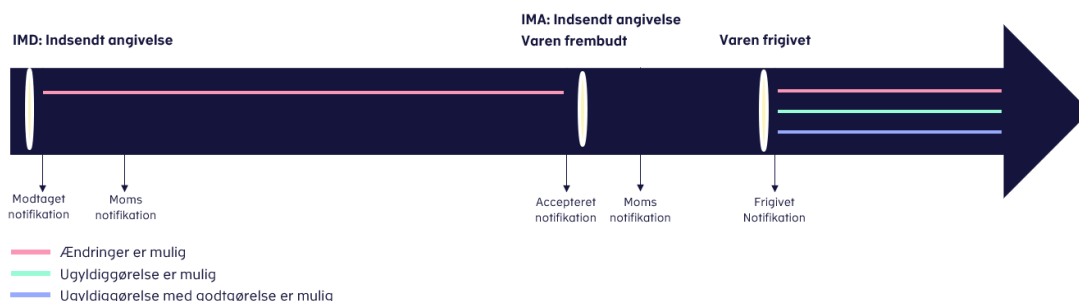 IMA: Indsendt angivelse
IMD: Indsendt angivelse
Varen frembudt
Varen frigivet
Modtaget
notifikation
Moms
notifikation
Accepteret
notifikation
Moms
notifikation
Frigivet
Notifikation
Ændringer er mulig
Ugyldiggørelse er mulig
Ugyldiggørelse med godtgørelse er mulig